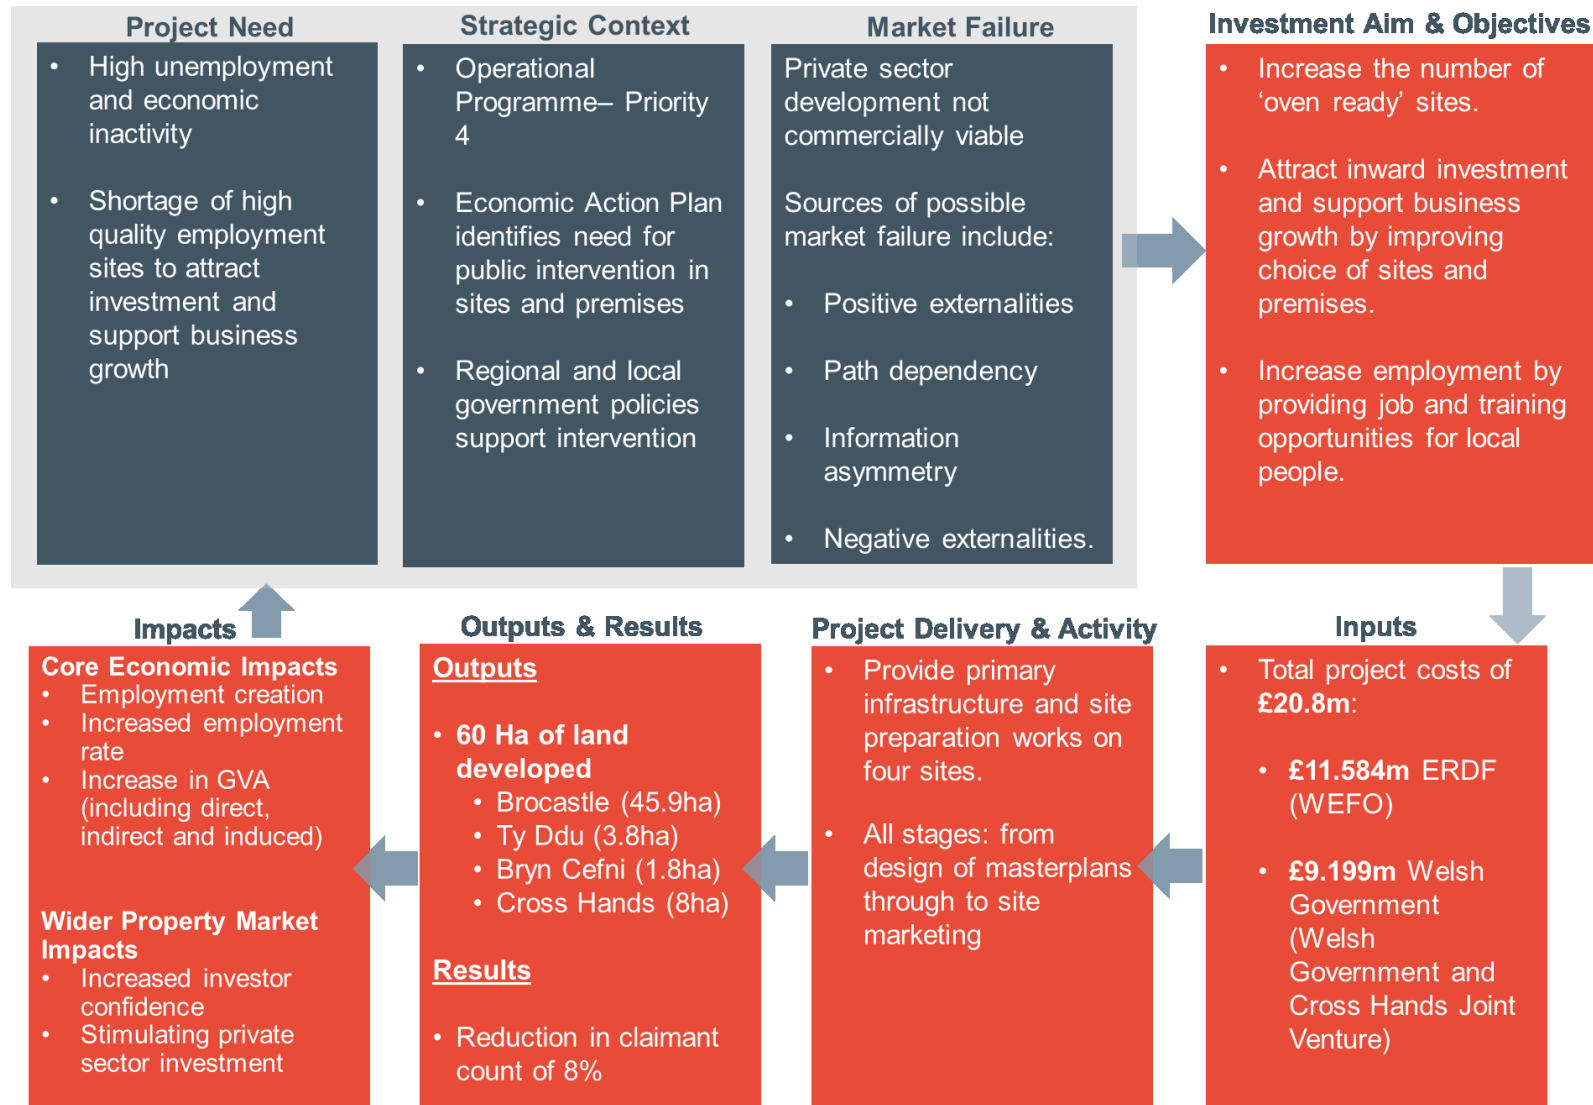 Project Need
• High unemployment
and economic
inactivity
• Shortage of high
quality employment
sites to attract
investment and
support business
growth
Strategic Context
• Operational
Programme– Priority
4
• Economic Action Plan
identifies need for
public intervention in
sites and premises
• Regional and local
government policies
support intervention
Market Failure
Private sector
development not
commercially viable
Sources of possible
market failure include:
• Positive externalities
• Path dependency
• Information
asymmetry
• Negative externalities.
Investment Aim & Objectives
• Increase the number of
‘oven ready’ sites.
• Attract inward investment
and support business
growth by improving
choice of sites and
premises.
• Increase employment by
providing job and training
opportunities for local
people.
Inputs
• Total project costs of
£20.8m:
• £11.584m ERDF
(WEFO)
• £9.199m Welsh
Government
(Welsh
Government and
Cross Hands Joint
Venture)
Project Delivery & Activity
• Provide primary
infrastructure and site
preparation works on
four sites.
• All stages: from
design of masterplans
through to site
marketing
Outputs & Results
Outputs
• 60 Ha of land
developed
• Brocastle (45.9ha)
• Ty Ddu (3.8ha)
• Bryn Cefni (1.8ha)
• Cross Hands (8ha)
Results
• Reduction in claimant
count of 8%
Impacts
Core Economic Impacts
• Employment creation
• Increased employment
rate
• Increase in GVA
(including direct,
indirect and induced)
Wider Property Market
Impacts
• Increased investor
confidence
• Stimulating private
sector investment